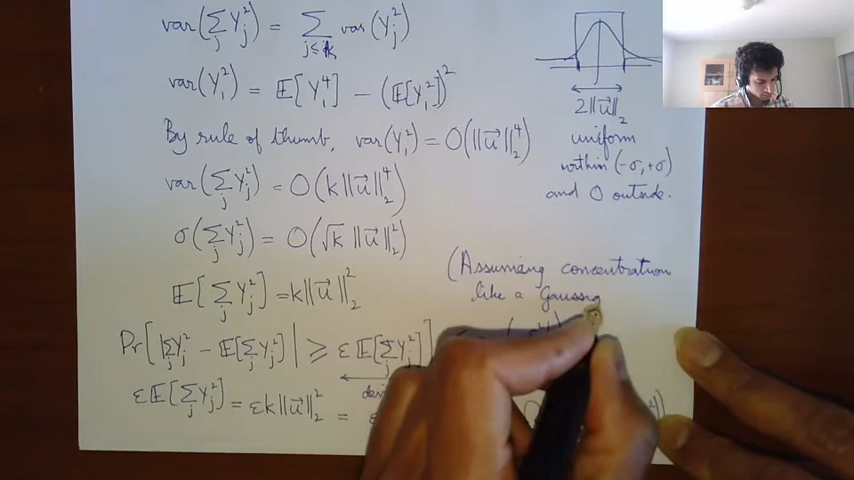 var(∑_j Y_j^2) = ∑_{j≤k} var(Y_j^2)
var(Y_1^2) = 𝔼[Y_1^4] − (𝔼[Y_1^2])^2
2‖u⃗‖_2
By rule of thumb, var(Y_1^2) = O(‖u⃗‖_2^4)
uniform
within (-σ,+σ)
and 0 outside.
var(∑_j Y_j^2) = O(k‖u⃗‖_2^4)
σ(∑_j Y_j^2) = O(√k ‖u⃗‖_2^2)
(Assuming concentration
like a
𝔼[∑_j Y_j^2] = k‖u⃗‖_2^2
Pr[|∑_j Y_j^2 − 𝔼[∑_j Y_j^2]| ≥ ε𝔼[∑_j Y_j^2]]
ε𝔼[∑_j Y_j^2] = εk‖u⃗‖_2^2 =